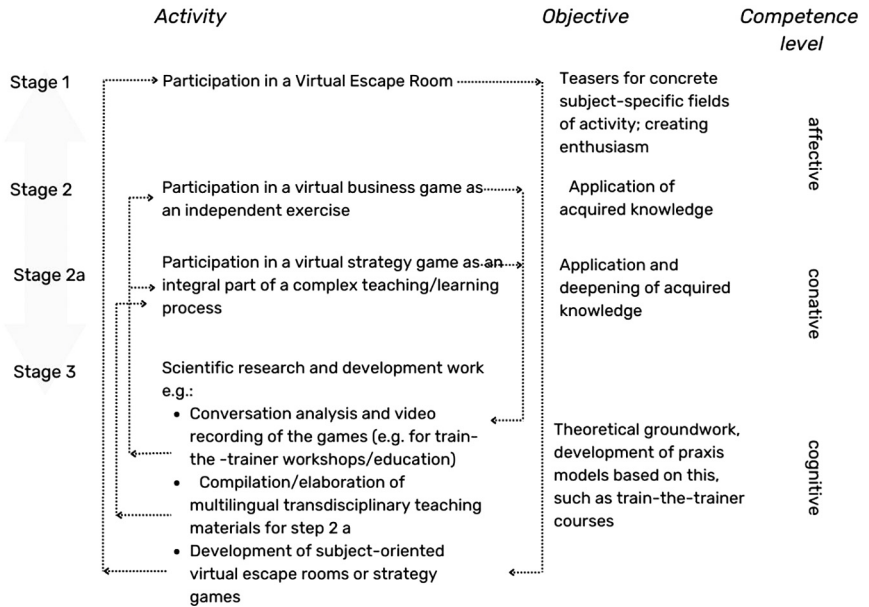 Activity Objective Competence
level
Stage 1 Participation in a Virtual Escape Room Teasers for concrete
subject-specific fields
of activity; creating
enthusiasm
affective
Stage 2 Participation in a virtual business game as
an independent exercise
Application of
acquired knowledge
Stage 2a Participation in a virtual strategy game as an
integral part of a complex teaching/learning
process
Application and
deepening of acquired
knowledge
conative
Stage 3 Scientific research and development work
e.g.:
• Conversation analysis and video
recording of the games (e.g. for train-
the -trainer workshops/education)
• Compilation/elaboration of
multilingual transdisciplinary teaching
materials for step 2 a
• Development of subject-oriented
virtual escape rooms or strategy
games
Theoretical groundwork,
development of praxis
models based on this,
such as train-the-trainer
courses
cognitive